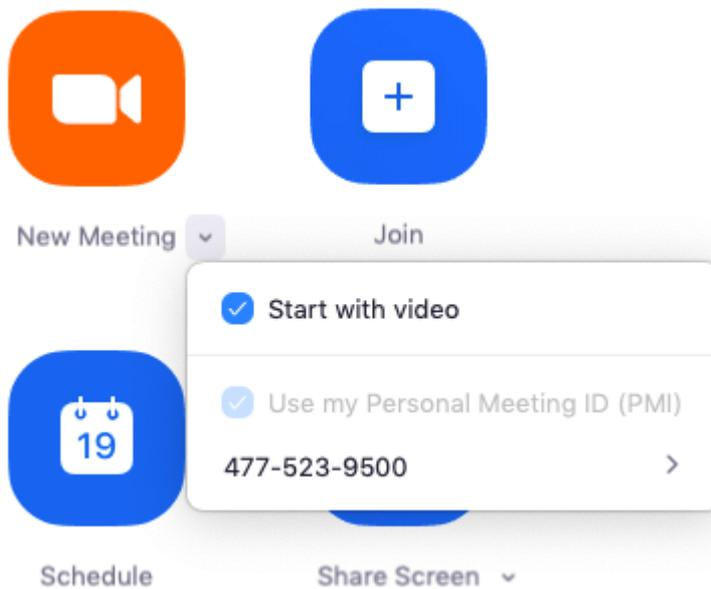 New Meeting
Join
Start with video
Use my Personal Meeting ID (PMI)
477-523-9500
19
Schedule
Share Screen